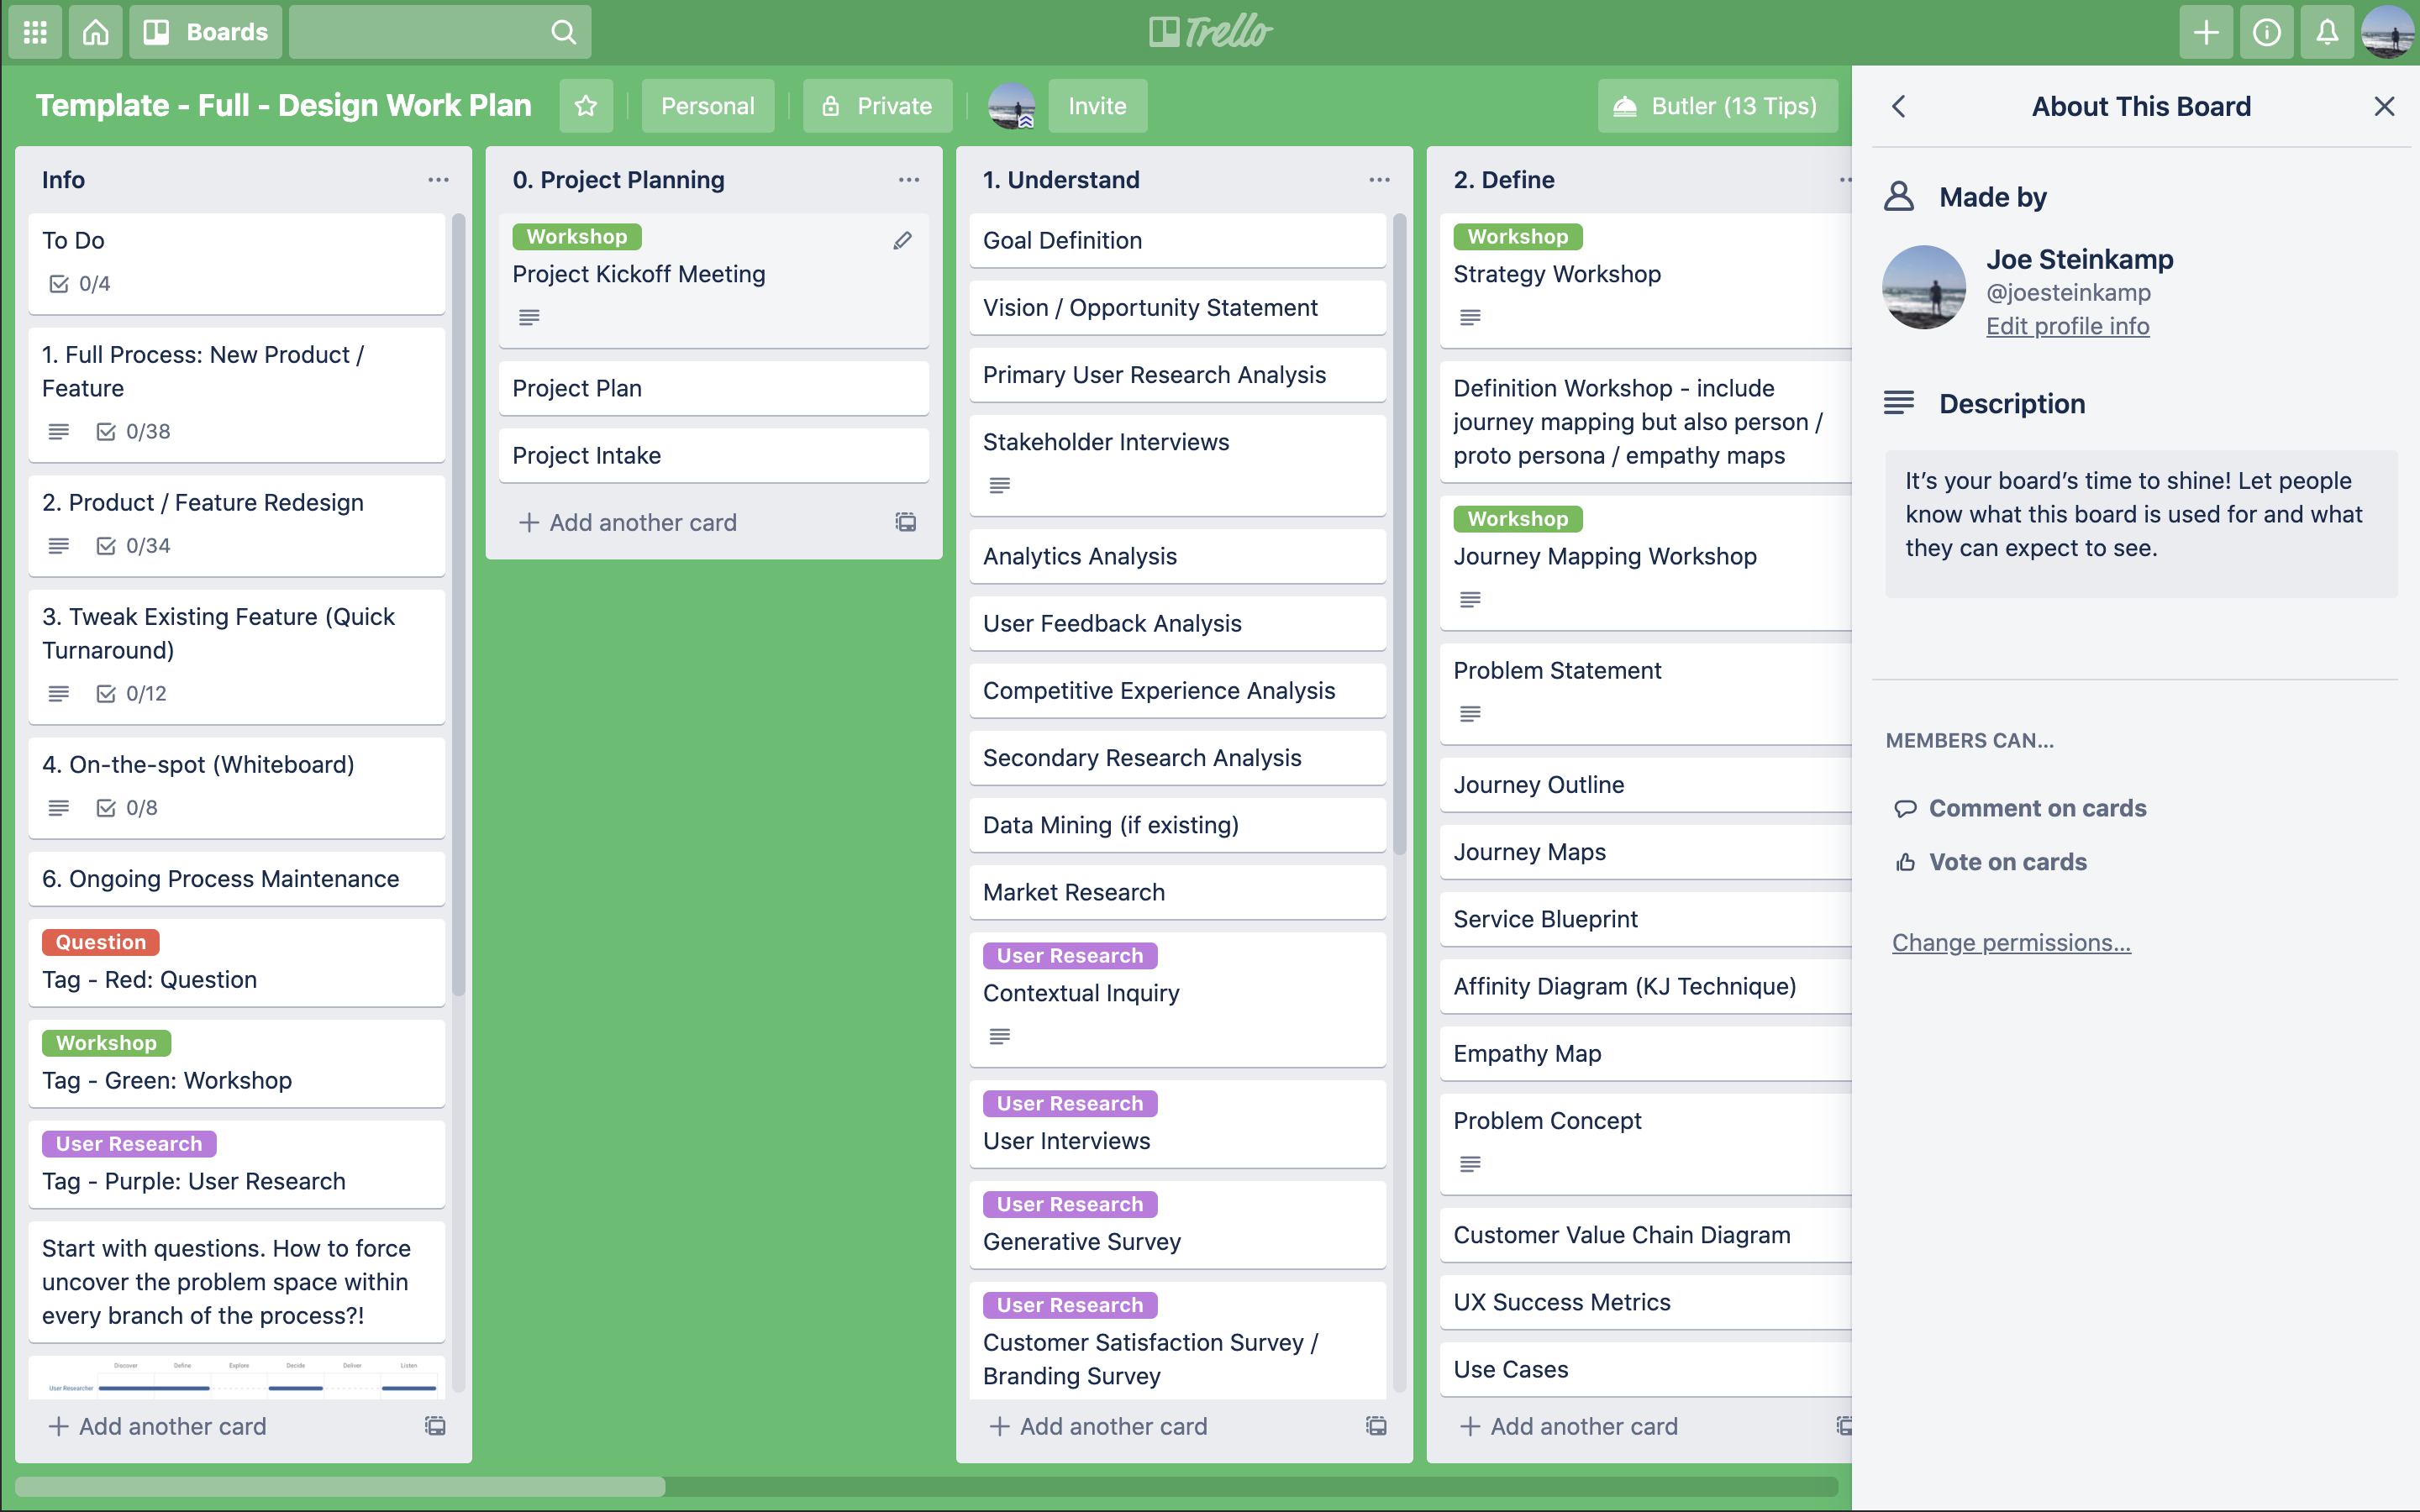 Boards
Trello
Template - Full - Design Work Plan
Personal
Private
Invite
Butler (13 Tips)
Info
To Do
0/4
1. Full Process: New Product /
Feature
0/38
2. Product / Feature Redesign
0/34
3. Tweak Existing Feature (Quick
Turnaround)
0/12
4. On-the-spot (Whiteboard)
0/8
6. Ongoing Process Maintenance
Question
Tag - Red: Question
Workshop
Tag - Green: Workshop
User Research
Tag - Purple: User Research
Start with questions. How to force
uncover the problem space within
every branch of the process?!
Discover Define Explore Decide Deliver Listen
User Researcher
Add another card
0. Project Planning
Workshop
Project Kickoff Meeting
Project Plan
Project Intake
Add another card
1. Understand
Goal Definition
Vision / Opportunity Statement
Primary User Research Analysis
Stakeholder Interviews
Analytics Analysis
User Feedback Analysis
Competitive Experience Analysis
Secondary Research Analysis
Data Mining (if existing)
Market Research
User Research
Contextual Inquiry
User Research
User Interviews
User Research
Generative Survey
User Research
Customer Satisfaction Survey /
Branding Survey
Add another card
2. Define
Workshop
Strategy Workshop
Definition Workshop - include
journey mapping but also person /
proto persona / empathy maps
Workshop
Journey Mapping Workshop
Problem Statement
Journey Outline
Journey Maps
Service Blueprint
Affinity Diagram (KJ Technique)
Empathy Map
Problem Concept
Customer Value Chain Diagram
UX Success Metrics
Use Cases
Add another card
About This Board
Made by
Joe Steinkamp
@joesteinkamp
Edit profile info
Description
It’s your board’s time to shine! Let people
know what this board is used for and what
they can expect to see.
MEMBERS CAN…
Comment on cards
Vote on cards
Change permissions…